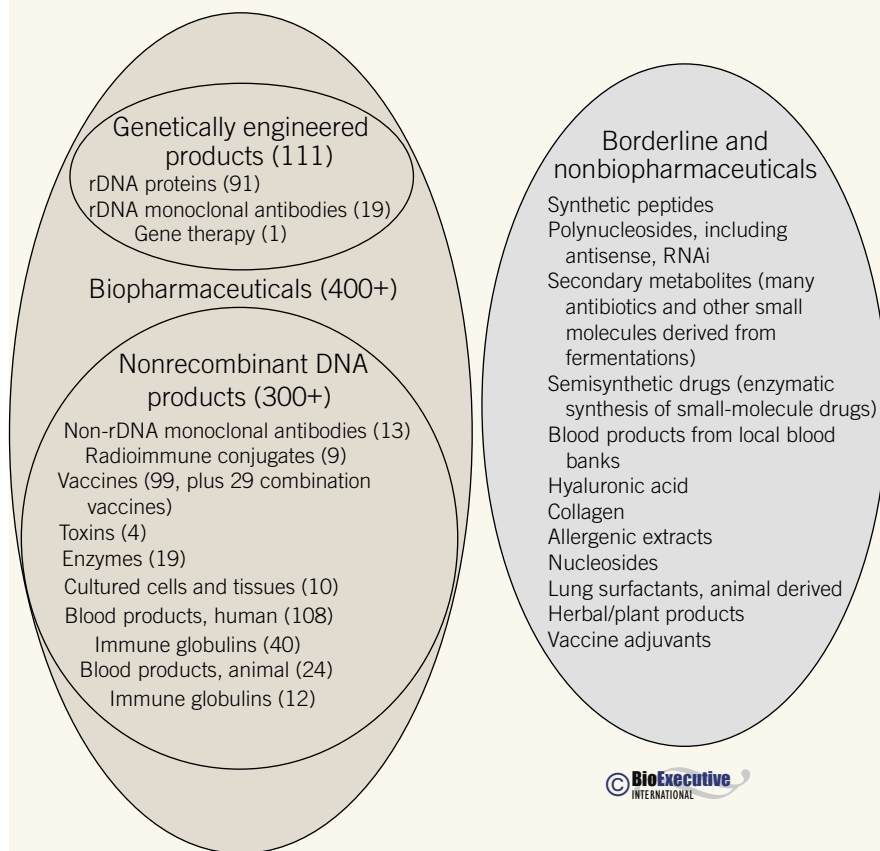 Genetically engineered
products (111)
rDNA proteins (91)
rDNA monoclonal antibodies (19)
Gene therapy (1)
Biopharmaceuticals (400+)
Nonrecombinant DNA
products (300+)
Non-rDNA monoclonal antibodies (13)
Radioimmune conjugates (9)
Vaccines (99, plus 29 combination
vaccines)
Toxins (4)
Enzymes (19)
Cultured cells and tissues (10)
Blood products, human (108)
Immune globulins (40)
Blood products, animal (24)
Immune globulins (12)
Borderline and
nonbiopharmaceuticals
Synthetic peptides
Polynucleosides, including
antisense, RNAi
Secondary metabolites (many
antibiotics and other small
molecules derived from
fermentations)
Semisynthetic drugs (enzymatic
synthesis of small-molecule drugs)
Blood products from local blood
banks
Hyaluronic acid
Collagen
Allergenic extracts
Nucleosides
Lung surfactants, animal derived
Herbal/plant products
Vaccine adjuvants
© BioExecutive
INTERNATIONAL